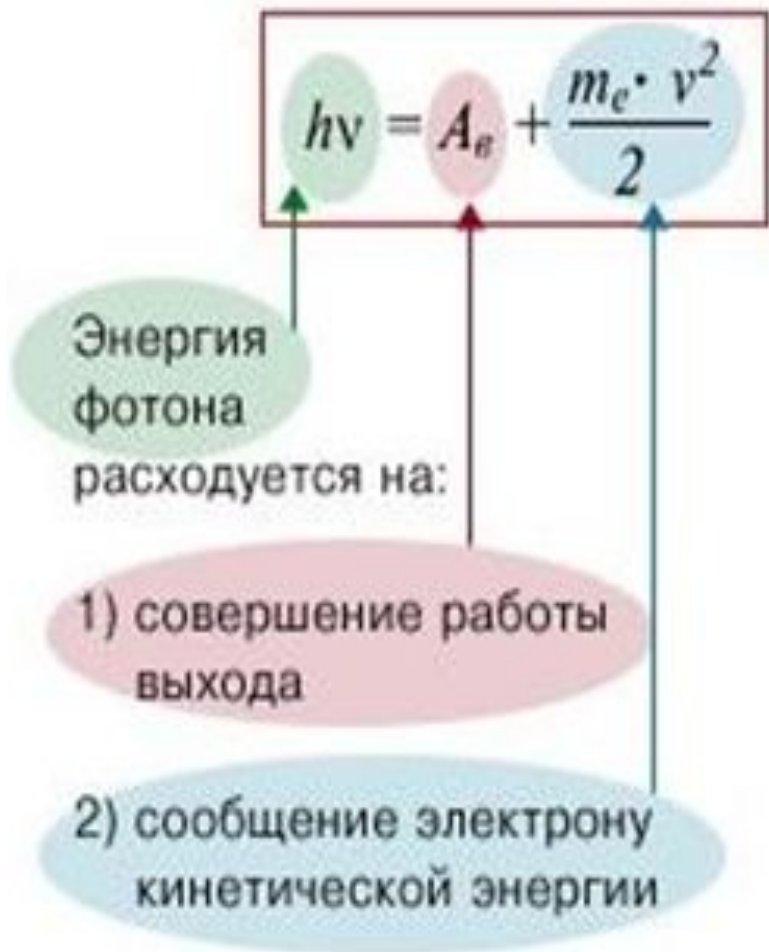 hν = Aв + me · v² / 2
Энергия
фотона
расходуется на:
1) совершение работы
выхода
2) сообщение электрону
кинетической энергии